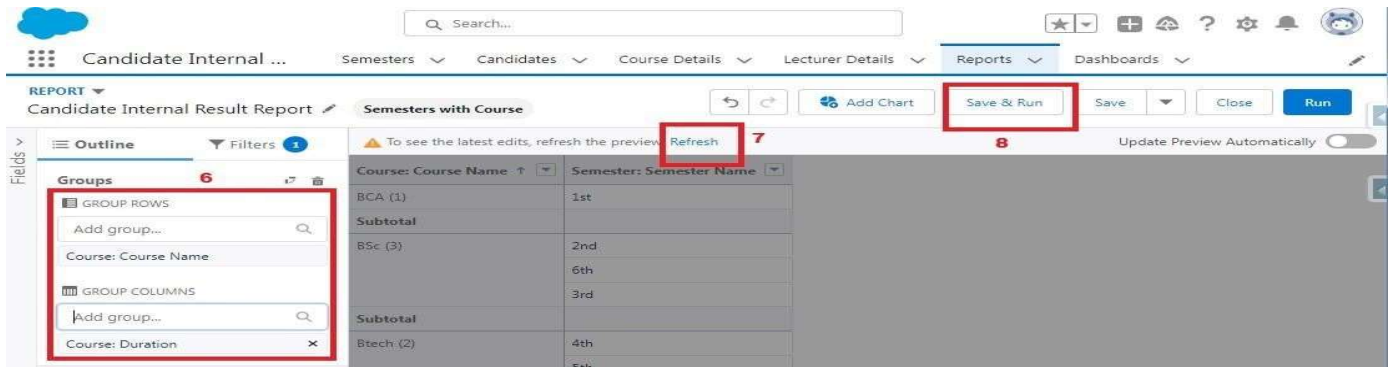 Search...
Candidate Internal ... Semesters Candidates Course Details Lecturer Details Reports Dashboards
REPORT
Candidate Internal Result Report Semesters with Course Add Chart Save & Run Save Close Run
Fields
Outline Filters 1 To see the latest edits, refresh the preview Refresh 7 8 Update Preview Automatically
Groups 6 Course: Course Name Semester: Semester Name
GROUP ROWS BCA (1) 1st
Add group... Subtotal
Course: Course Name BSc (3) 2nd
6th
GROUP COLUMNS 3rd
Add group... Subtotal
Course: Duration Btech (2) 4th
5th